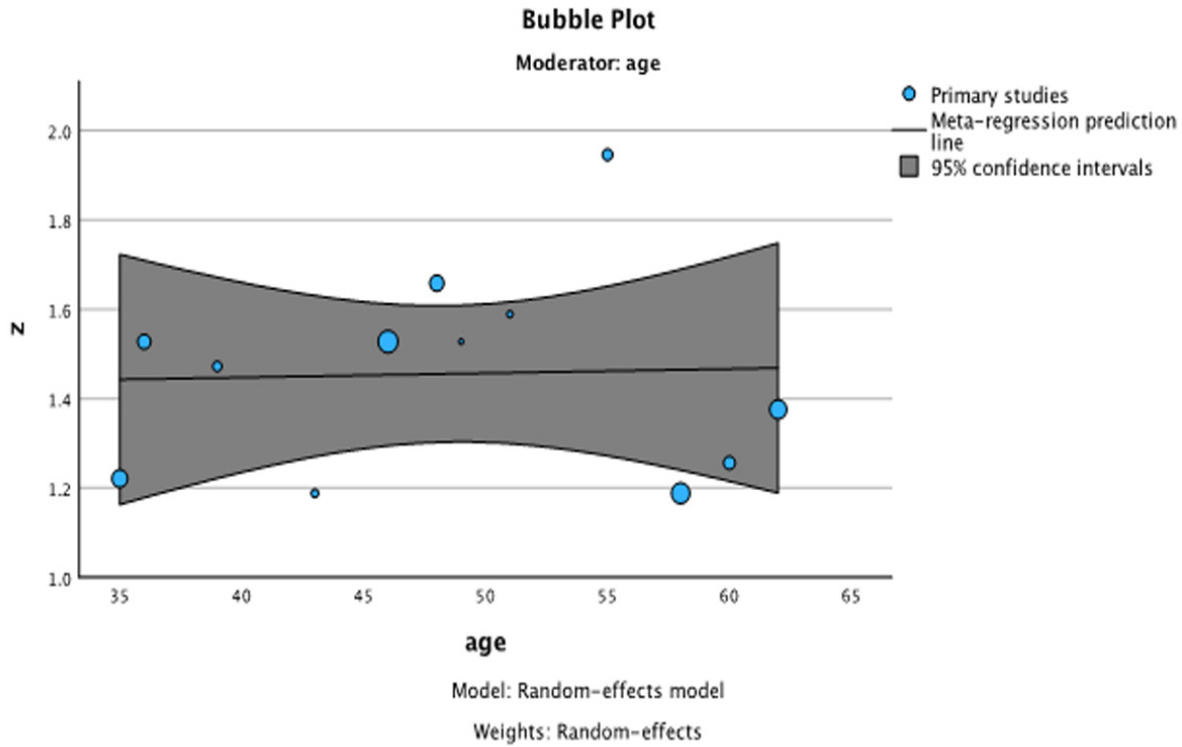 Bubble Plot
Moderator: age
Primary studies
Meta-regression prediction
line
95% confidence intervals
2.0
1.8
1.6
1.4
1.2
1.0
z
35 40 45 50 55 60 65
age
Model: Random-effects model
Weights: Random-effects